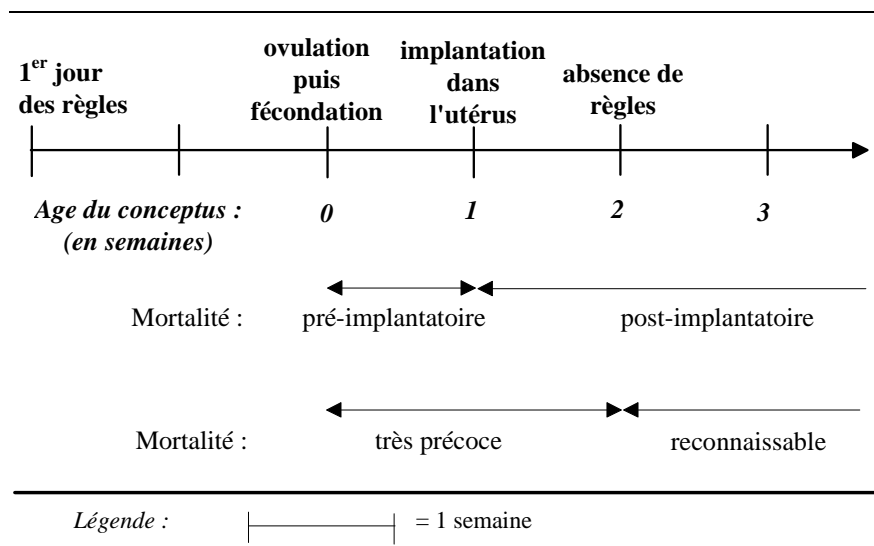 ovulation implantation
1er jour puis dans absence de
des règles fécondation l'utérus règles
Age du conceptus : 0 1 2 3
(en semaines)
Mortalité : pré-implantatoire post-implantatoire
Mortalité : très précoce reconnaissable
Légende : = 1 semaine